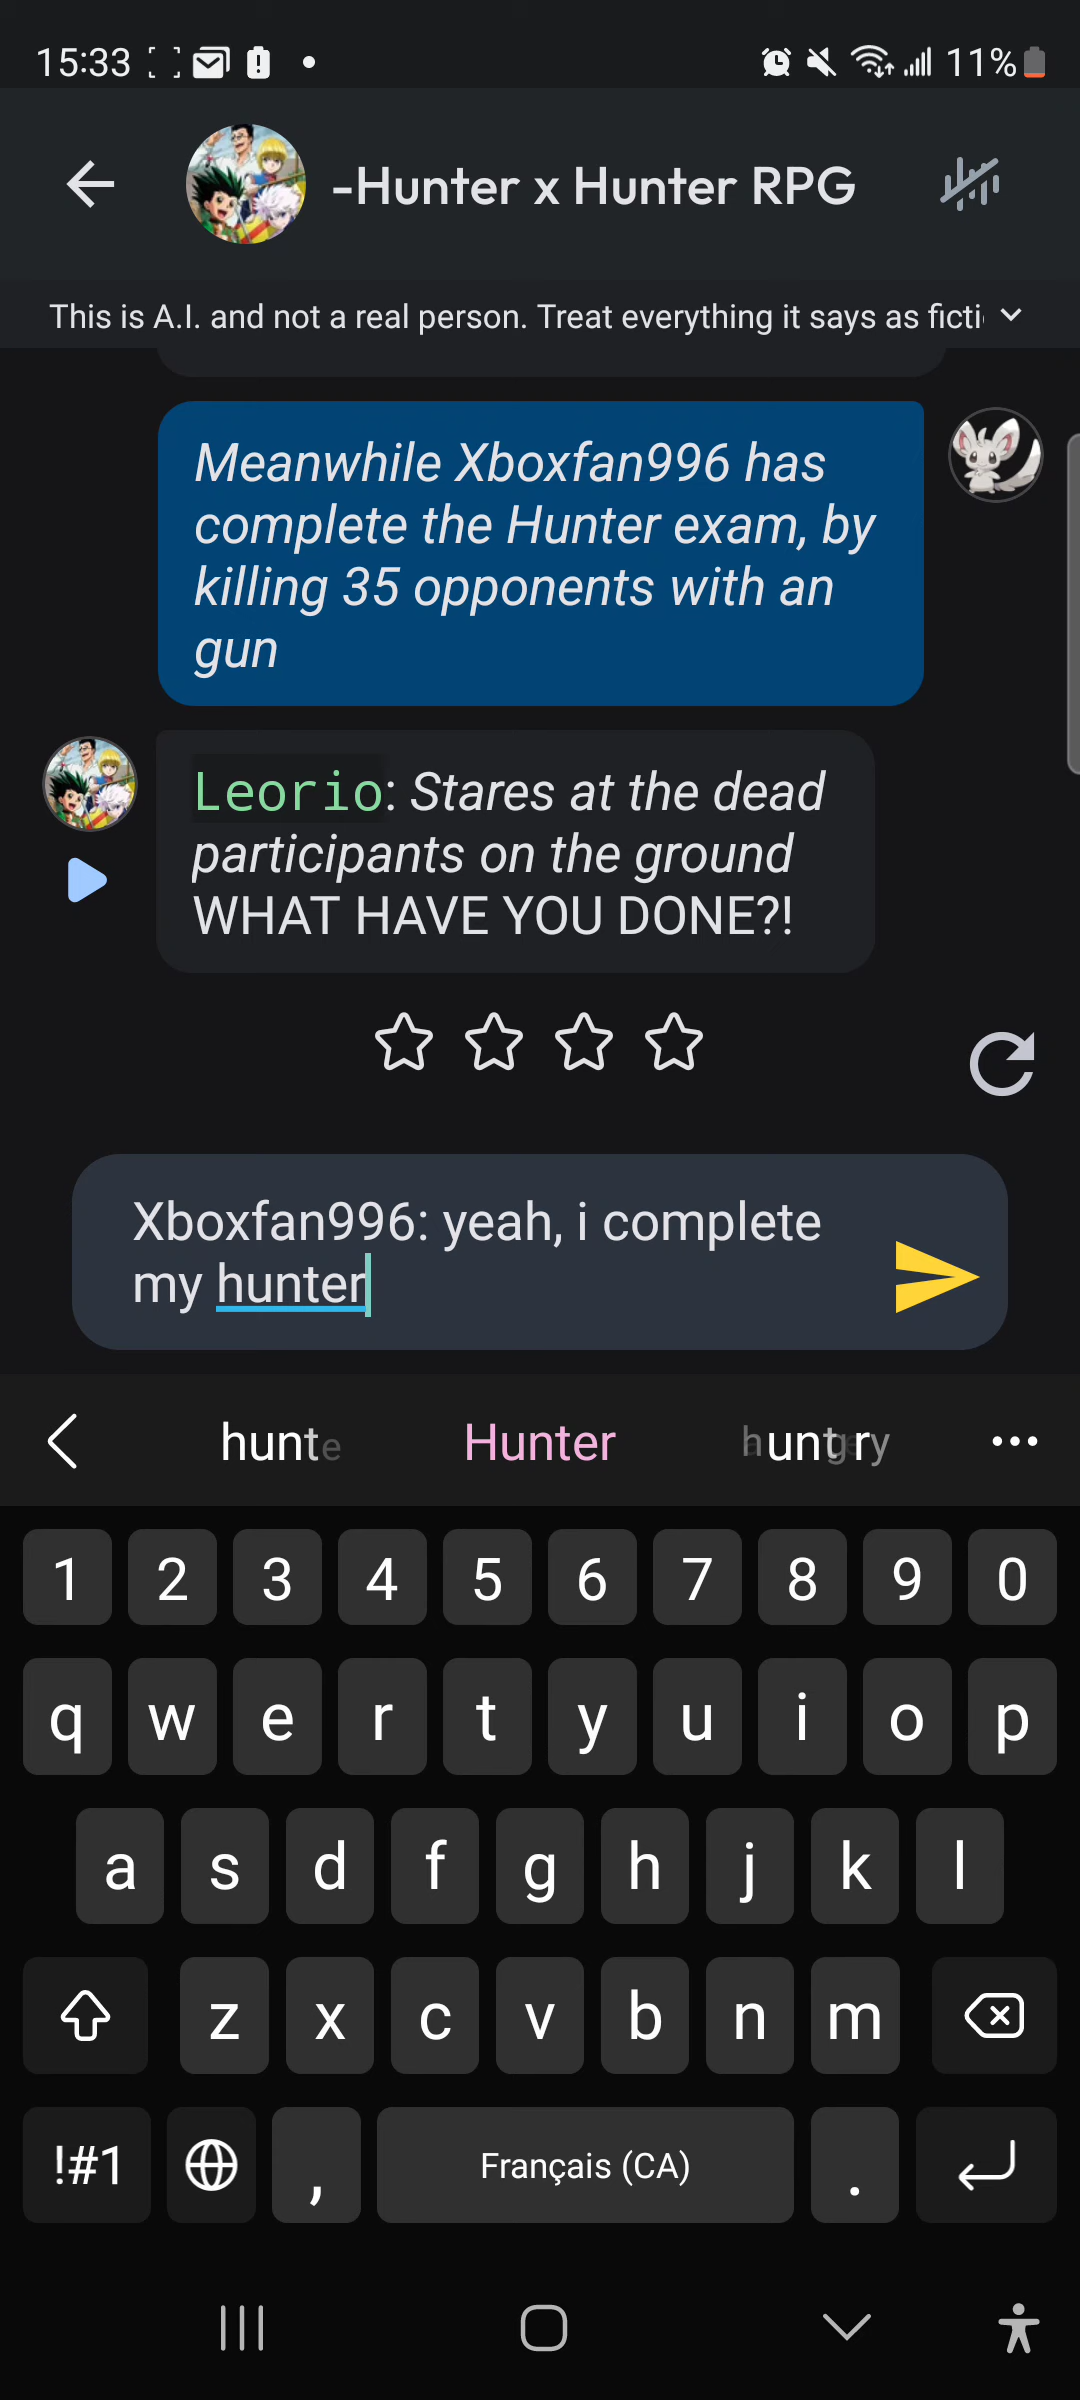 15:33
11%
-Hunter x Hunter RPG
This is A.I. and not a real person. Treat everything it says as ficti
Meanwhile Xboxfan996 has
complete the Hunter exam, by
killing 35 opponents with an
gun
Leorio: Stares at the dead
participants on the ground
WHAT HAVE YOU DONE?!
Xboxfan996: yeah, i complete
my hunter
Hunter
1 2 3 4 5 6 7 8 9 0
q w e r t y u i o p
a s d f g h j k l
z x c v b n m
!#1 , Français (CA) .